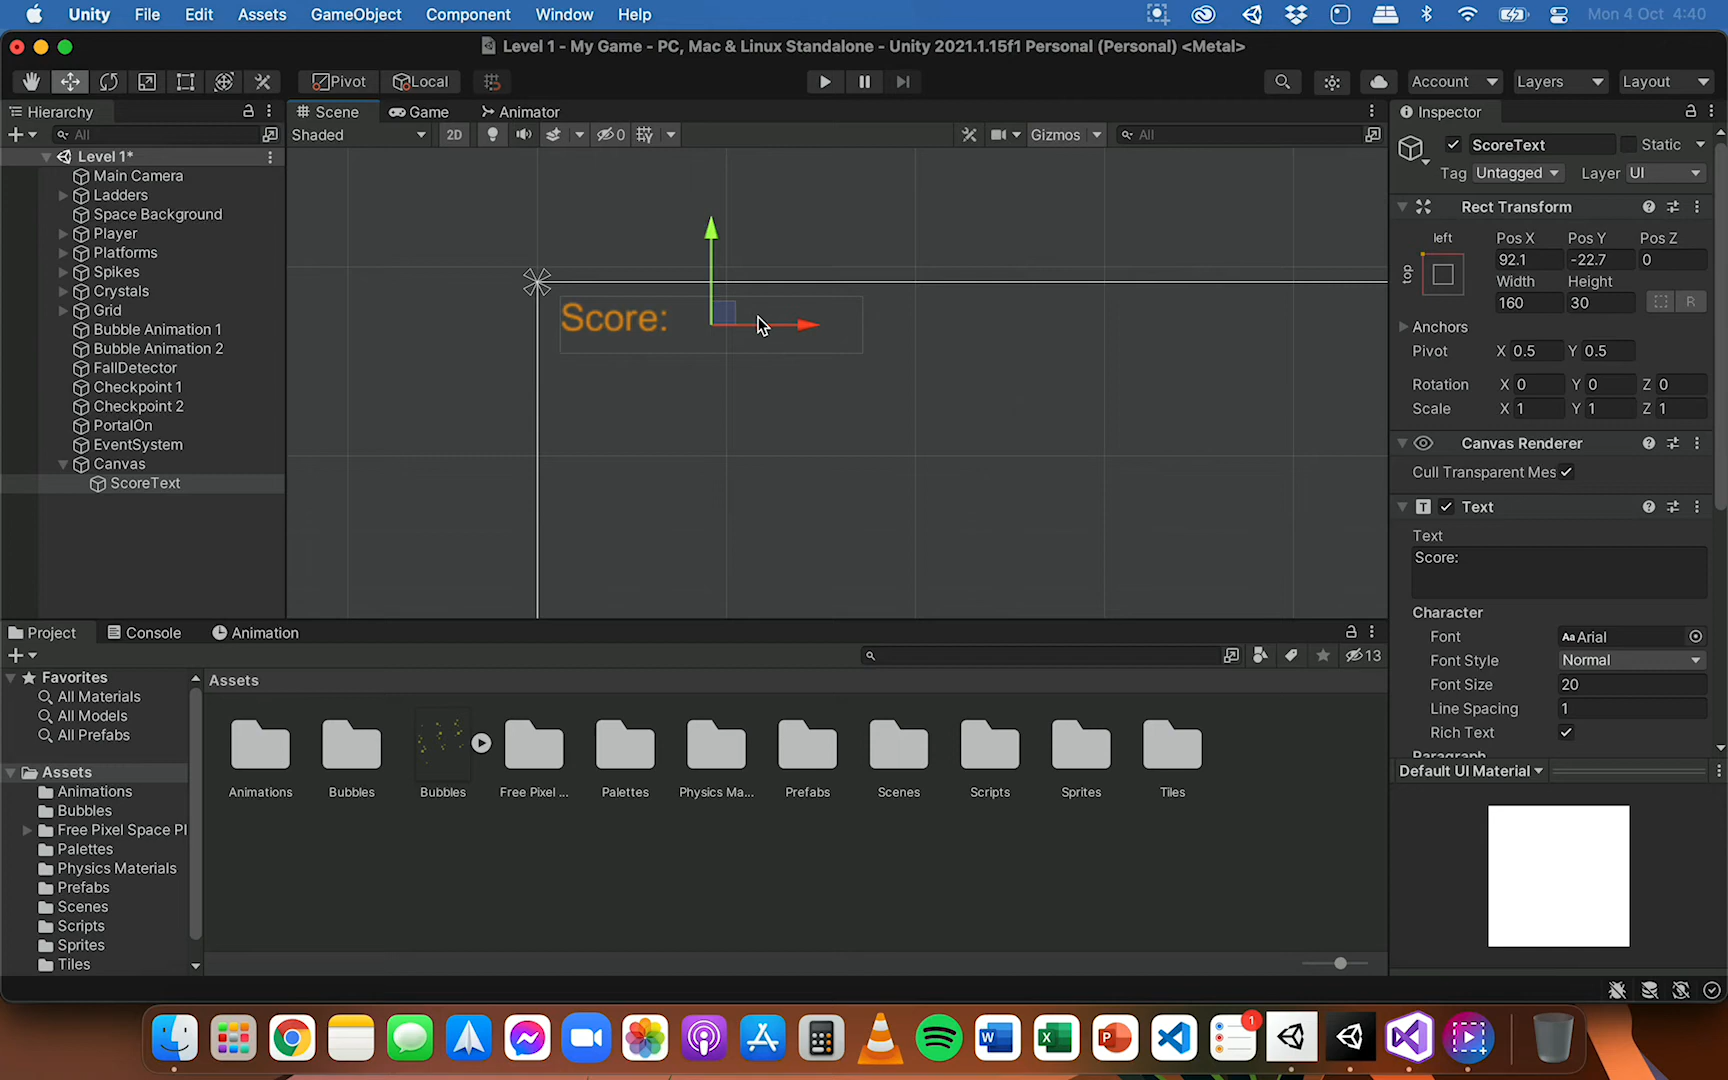 Unity File Edit Assets GameObject Component Window Help Mon 4 Oct 4:40
Level 1 - My Game - PC, Mac & Linux Standalone - Unity 2021.1.15f1 Personal (Personal) <Metal>
Pivot Local Account Layers Layout
Hierarchy Scene Game Animator Inspector
All Shaded 2D 0 Gizmos All
Level 1*
Main Camera
Ladders
Space Background
Player
Platforms
Spikes
Crystals
Grid
Bubble Animation 1
Bubble Animation 2
FallDetector
Checkpoint 1
Checkpoint 2
PortalOn
EventSystem
Canvas
ScoreText
Score:
ScoreText Static
Tag Untagged Layer UI
Rect Transform
left Pos X Pos Y Pos Z
top 92.1 -22.7 0
Width Height
160 30 R
Anchors
Pivot X 0.5 Y 0.5
Rotation X 0 Y 0 Z 0
Scale X 1 Y 1 Z 1
Canvas Renderer
Cull Transparent Mes
T Text
Text
Score:
Character
Font Aa Arial
Font Style Normal
Font Size 20
Line Spacing 1
Rich Text
Paragraph
Default UI Material
Project Console Animation
13
Favorites
All Materials
All Models
All Prefabs
Assets
Animations
Bubbles
Free Pixel Space Pl
Palettes
Physics Materials
Prefabs
Scenes
Scripts
Sprites
Tiles
Assets
Animations Bubbles Bubbles Free Pixel ... Palettes Physics Ma... Prefabs Scenes Scripts Sprites Tiles
W X P 1